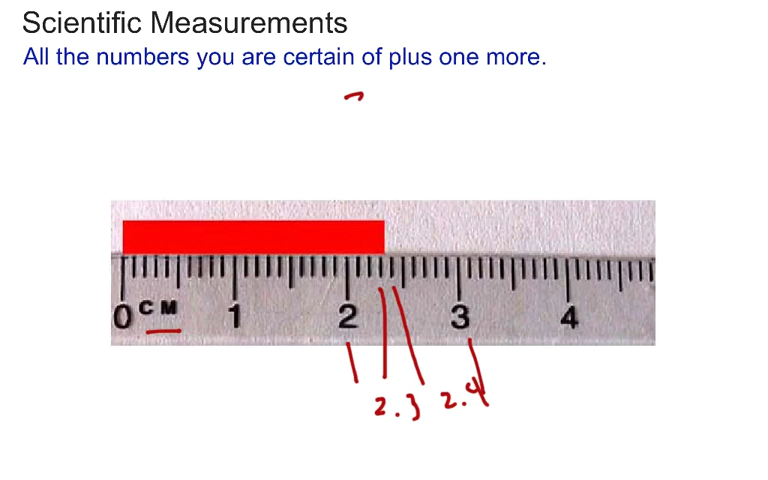 Scientific Measurements
All the numbers you are certain of plus one more.
0 CM 1 2 3 4
2.3 2.4